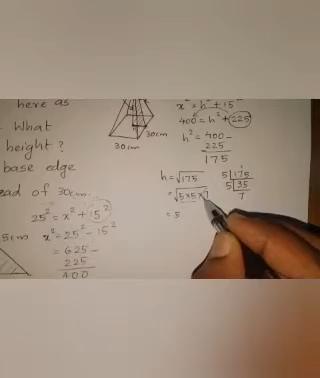 here as
What
height?
base edge
ead of 30cm.
30cm
30cm
25² = x² + 15²
x² = 25² - 15²
= 625 -
225
400
5cm
x² = h² + 15²
400 = h² + 225
h² = 400 -
225
175
h = √175
= √5×5×7
= 5
5 175
5 35
7